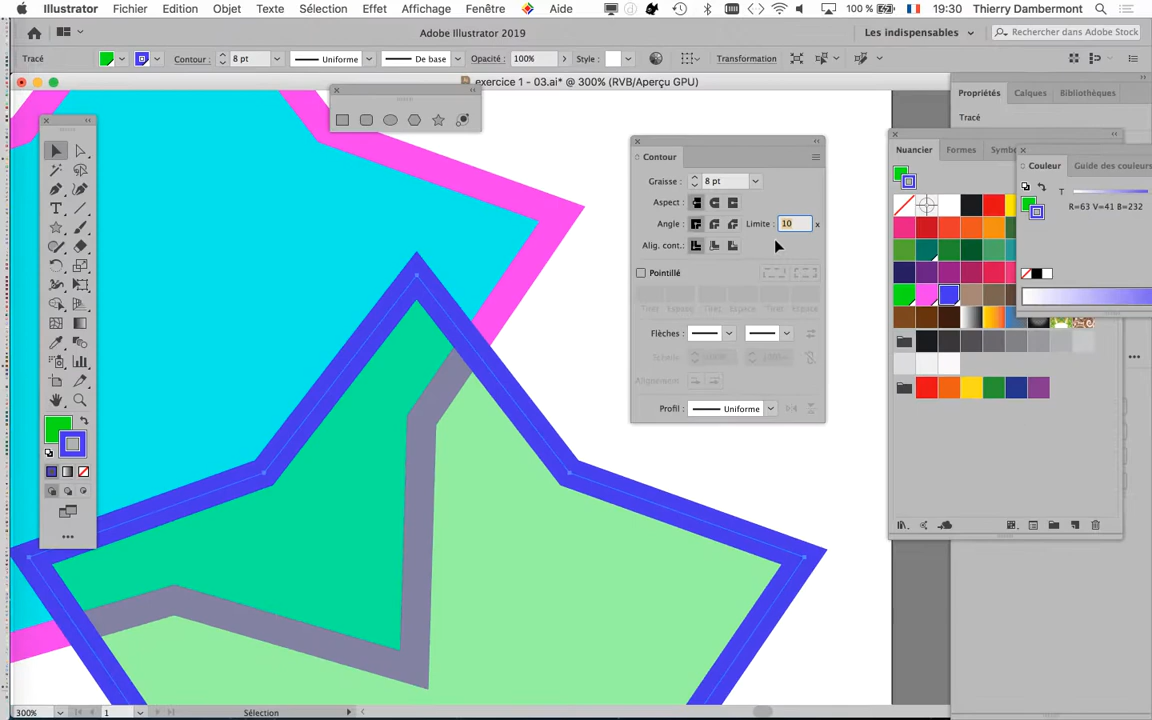 Illustrator Fichier Edition Objet Texte Sélection Effet Affichage Fenêtre Aide 100 % 19:30 Thierry Dambermont
Adobe Illustrator 2019 Les indispensables Rechercher dans Adobe Stock
Tracé Contour : 8 pt Uniforme De base Opacité : 100% Style : Transformation
exercice 1 - 03.ai* @ 300% (RVB/Aperçu GPU)
Propriétés Calques Bibliothèques
Tracé
Nuancier Formes Symbo
Couleur Guide des couleurs
T
R=63 V=41 B=232
Contour
Graisse : 8 pt
Aspect :
Angle : Limite : 10 x
Alig. cont. :
Pointillé
Tiret
Flèches :
Alignement :
Profil : Uniforme
300% 1 Sélection